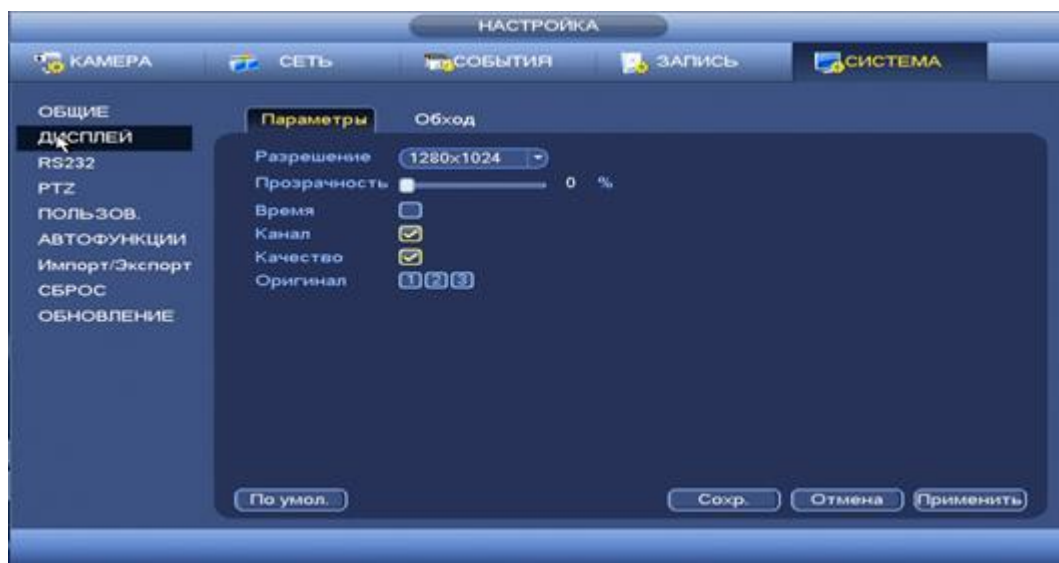 НАСТРОЙКА
КАМЕРА СЕТЬ СОБЫТИЯ ЗАПИСЬ СИСТЕМА
ОБЩИЕ
ДИСПЛЕЙ
RS232
PTZ
ПОЛЬЗОВ.
АВТОФУНКЦИИ
Импорт/Экспорт
СБРОС
ОБНОВЛЕНИЕ
Параметры Обход
Разрешение 1280x1024
Прозрачность 0 %
Время
Канал
Качество
Оригинал 1 2 3
По умол. Сохр. Отмена Применить